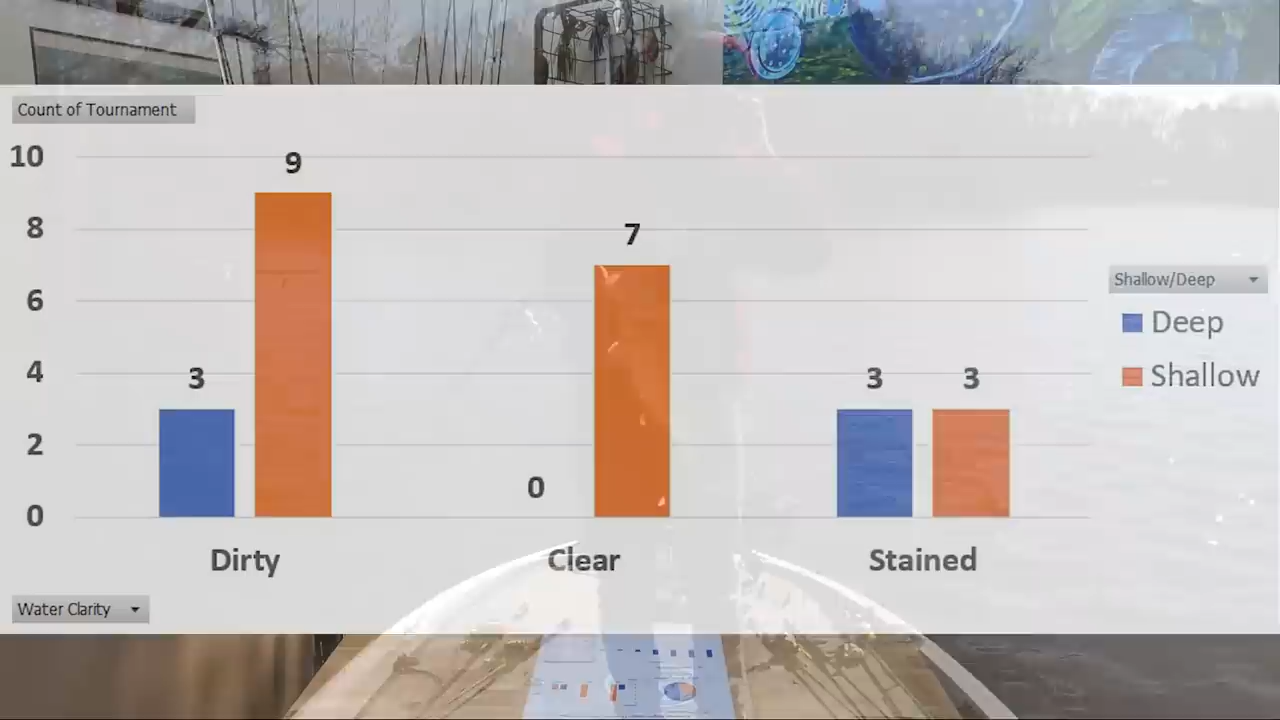 Count of Tournament
10
9
8
7
6
4
3
3
3
2
0
0
Dirty
Clear
Stained
Shallow/Deep
Deep
Shallow
Water Clarity